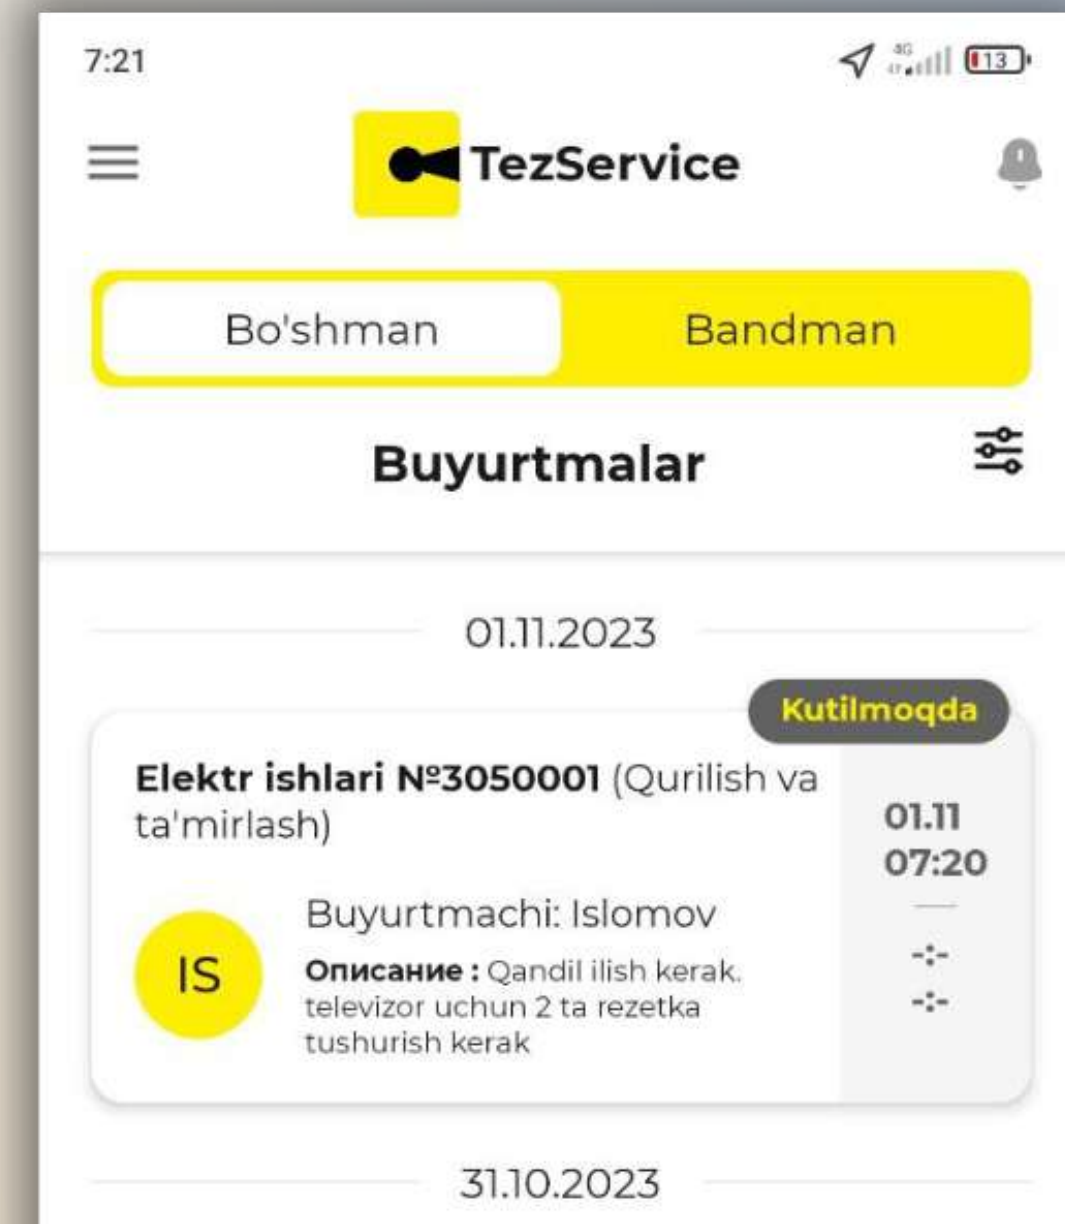 7:21
4G
13
TezService
Bo'shman
Bandman
Buyurtmalar
01.11.2023
Kutilmoqda
Elektr ishlari №3050001 (Qurilish va
ta'mirlash)
01.11
07:20
-:-
-:-
IS
Buyurtmachi: Islomov
Описание : Qandil ilish kerak.
televizor uchun 2 ta rezetka
tushurish kerak
31.10.2023